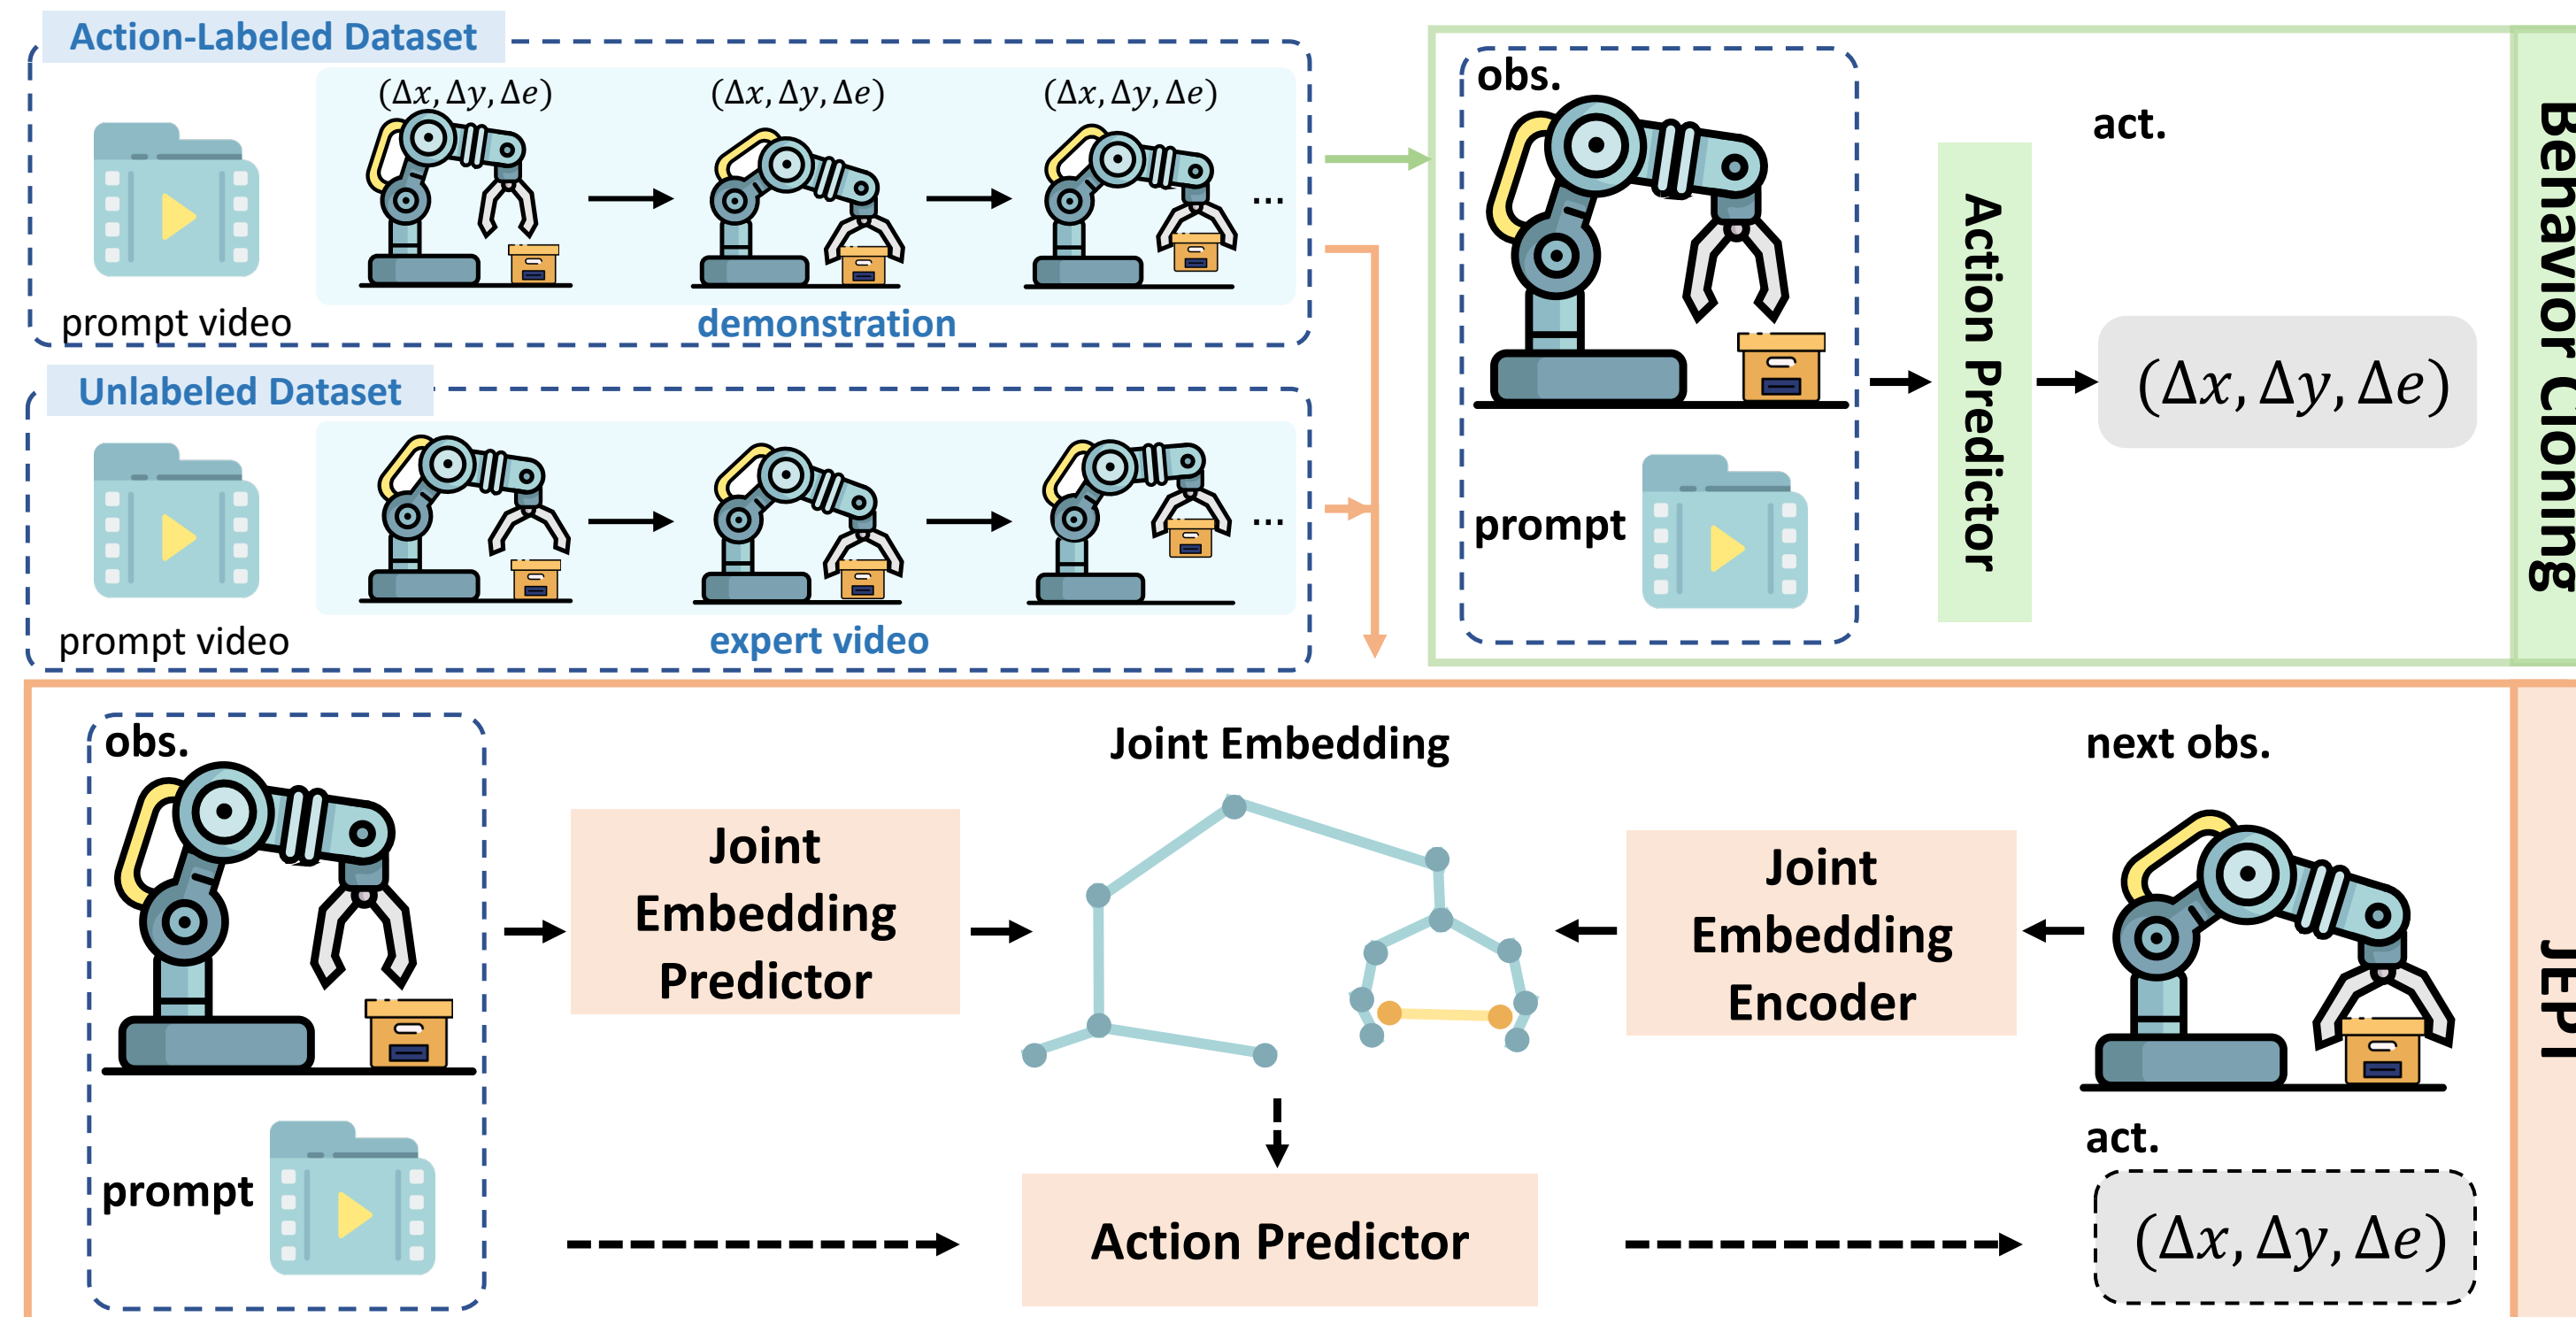 Action-Labeled Dataset
(Δx, Δy, Δe)
(Δx, Δy, Δe)
(Δx, Δy, Δe)
...
prompt video
demonstration
Unlabeled Dataset
...
prompt video
expert video
obs.
prompt
Action Predictor
act.
(Δx, Δy, Δe)
Behavior Cloning
obs.
prompt
Joint
Embedding
Predictor
Joint Embedding
Joint
Embedding
Encoder
next obs.
Action Predictor
act.
(Δx, Δy, Δe)
JEPT